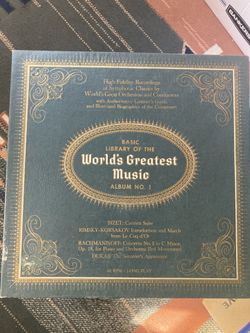 High Fidelity Recordings
of Symphonic Classics by
World's Great Orchestras and Conductors
with Authoritative Listener's Guide
and Illustrated Biographies of the Composers
BASIC
LIBRARY OF THE
World's Greatest
Music
ALBUM NO. 1
BIZET: Carmen Suite
RIMSKY-KORSAKOV: Introduction and March
from Le Coq d'Or
RACHMANINOFF: Concerto No. 2 in C Minor,
Op. 18, for Piano and Orchestra
DUKAS: The Sorcerer's Apprentice
LONG PLAY